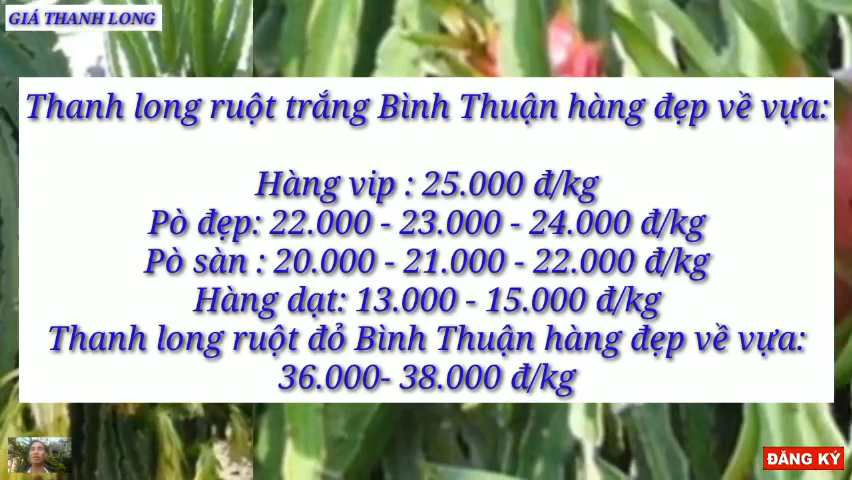 GIÁ THANH LONG
Thanh long ruột trắng Bình Thuận hàng đẹp về vựa:
Hàng vip : 25.000 đ/kg
Pò đẹp: 22.000 - 23.000 - 24.000 đ/kg
Pò sàn : 20.000 - 21.000 - 22.000 đ/kg
Hàng dạt: 13.000 - 15.000 đ/kg
Thanh long ruột đỏ Bình Thuận hàng đẹp về vựa:
36.000- 38.000 đ/kg
ĐĂNG KÝ